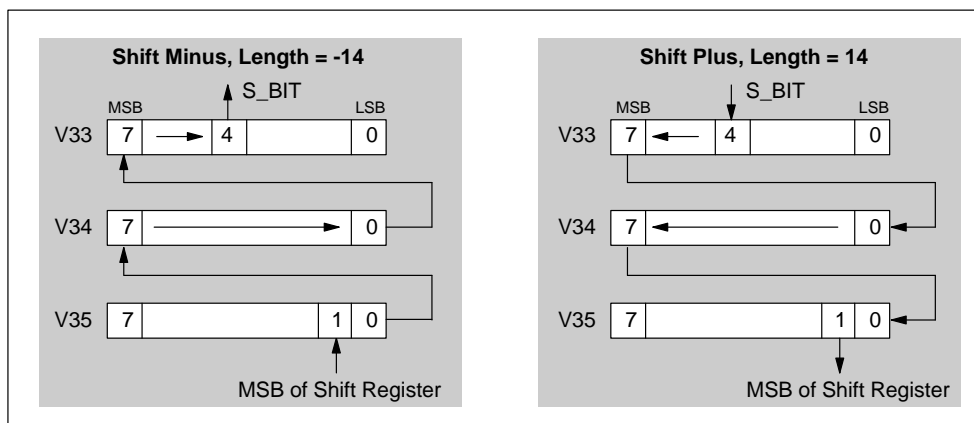 Shift Minus, Length = -14
S_BIT
MSB LSB
V33 7 4 0
V34 7 0
V35 7 1 0
MSB of Shift Register
Shift Plus, Length = 14
S_BIT
MSB LSB
V33 7 4 0
V34 7 0
V35 7 1 0
MSB of Shift Register